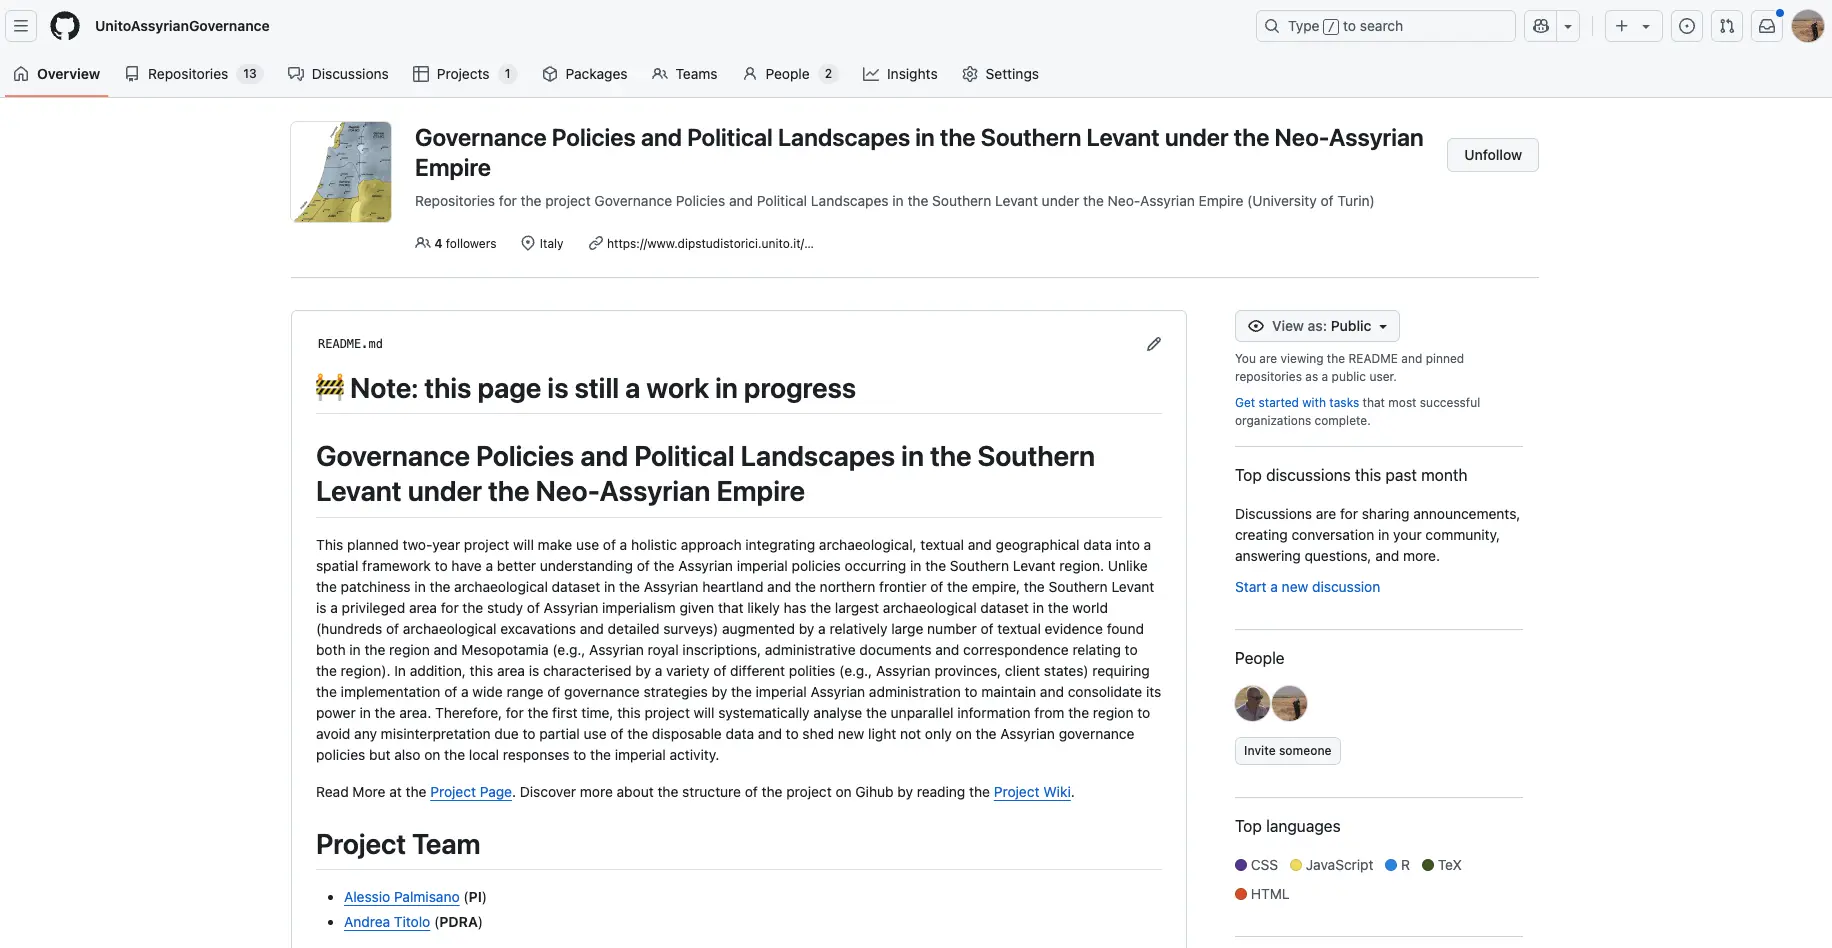 UnitoAssyrianGovernance
Type / to search
Overview
Repositories 13
Discussions
Projects 1
Packages
Teams
People 2
Insights
Settings
Governance Policies and Political Landscapes in the Southern Levant under the Neo-Assyrian
Empire
Unfollow
Repositories for the project Governance Policies and Political Landscapes in the Southern Levant under the Neo-Assyrian Empire (University of Turin)
4 followers
Italy
https://www.dipstudistorici.unito.it/...
README.md
🚧 Note: this page is still a work in progress
Governance Policies and Political Landscapes in the Southern
Levant under the Neo-Assyrian Empire
This planned two-year project will make use of a holistic approach integrating archaeological, textual and geographical data into a
spatial framework to have a better understanding of the Assyrian imperial policies occurring in the Southern Levant region. Unlike
the patchiness in the archaeological dataset in the Assyrian heartland and the northern frontier of the empire, the Southern Levant
is a privileged area for the study of Assyrian imperialism given that likely has the largest archaeological dataset in the world
(hundreds of archaeological excavations and detailed surveys) augmented by a relatively large number of textual evidence found
both in the region and Mesopotamia (e.g., Assyrian royal inscriptions, administrative documents and correspondence relating to
the region). In addition, this area is characterised by a variety of different polities (e.g., Assyrian provinces, client states) requiring
the implementation of a wide range of governance strategies by the imperial Assyrian administration to maintain and consolidate its
power in the area. Therefore, for the first time, this project will systematically analyse the unparallel information from the region to
avoid any misinterpretation due to partial use of the disposable data and to shed new light not only on the Assyrian governance
policies but also on the local responses to the imperial activity.
Read More at the Project Page. Discover more about the structure of the project on Gihub by reading the Project Wiki.
Project Team
• Alessio Palmisano (PI)
• Andrea Titolo (PDRA)
View as: Public
You are viewing the README and pinned
repositories as a public user.
Get started with tasks that most successful
organizations complete.
Top discussions this past month
Discussions are for sharing announcements,
creating conversation in your community,
answering questions, and more.
Start a new discussion
People
Invite someone
Top languages
CSS
JavaScript
R
TeX
HTML